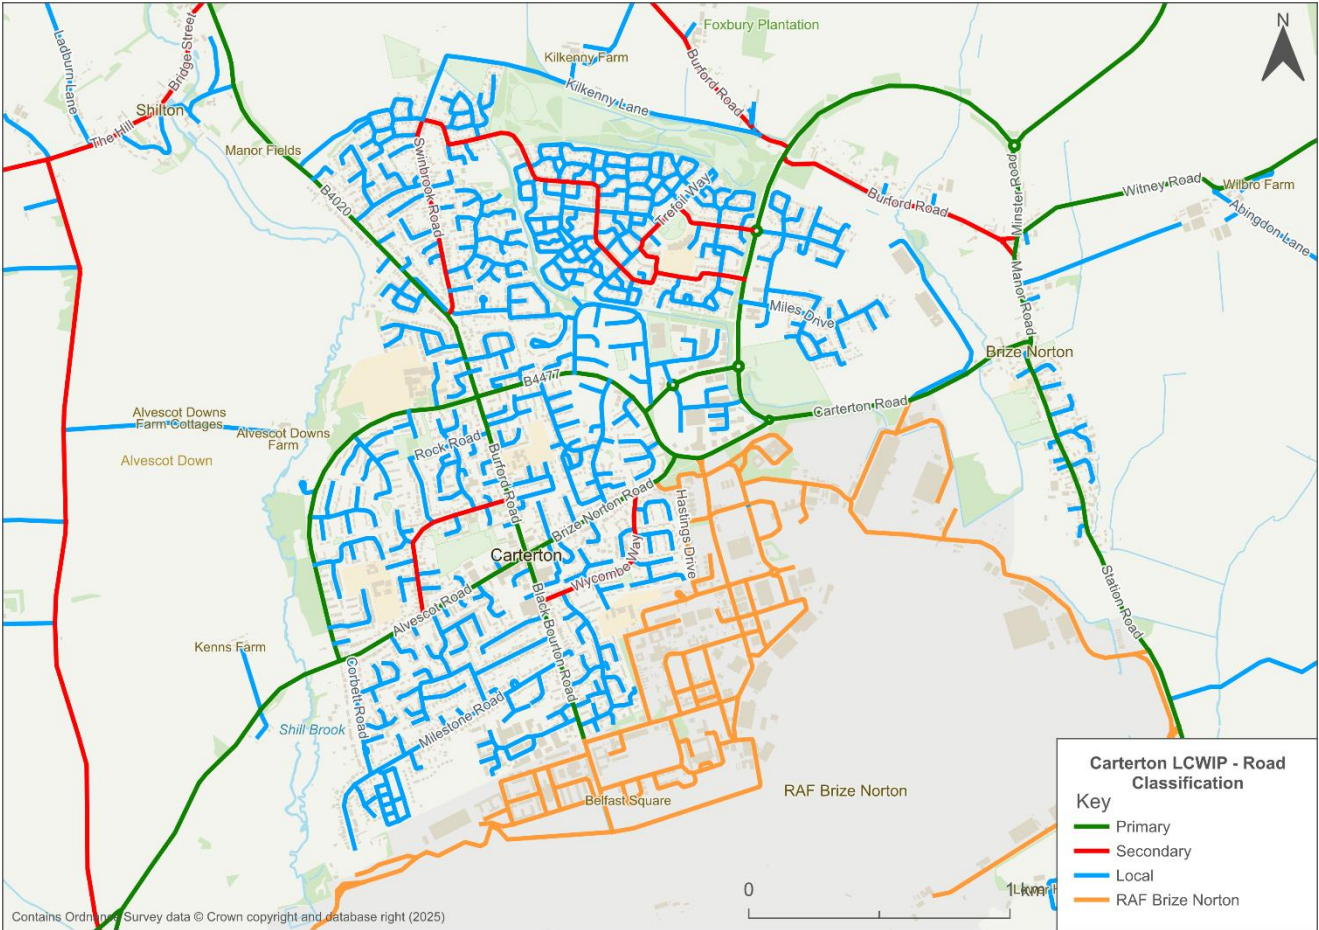 Foxbury Plantation
N
Ladburn Lane
Bridge Street
Kilkenny Farm
Burford Road
Kilkenny Lane
Shilton
The Hill
Manor Fields
Swinbrook Road
B4020
Trefoil Way
Minster Road
Witney Road
Wilbro Farm
Burford Road
Abingdon Lane
Manor Road
Miles Drive
Brize Norton
B4477
Carterton Road
Alvescot Downs
Farm Cottages
Alvescot Downs
Farm
Alvescot Down
Rock Road
Burford Road
Brize Norton Road
Hastings Drive
Carterton
Wycombe Way
Alvescot Road
Black Bourton Road
Station Road
Kenns Farm
Corbett Road
Shill Brook
Milestone Road
Belfast Square
RAF Brize Norton
Carterton LCWIP - Road
Classification
Key
Primary
Secondary
Local
RAF Brize Norton
0
1 km
Contains Ordnance Survey data © Crown copyright and database right (2025)